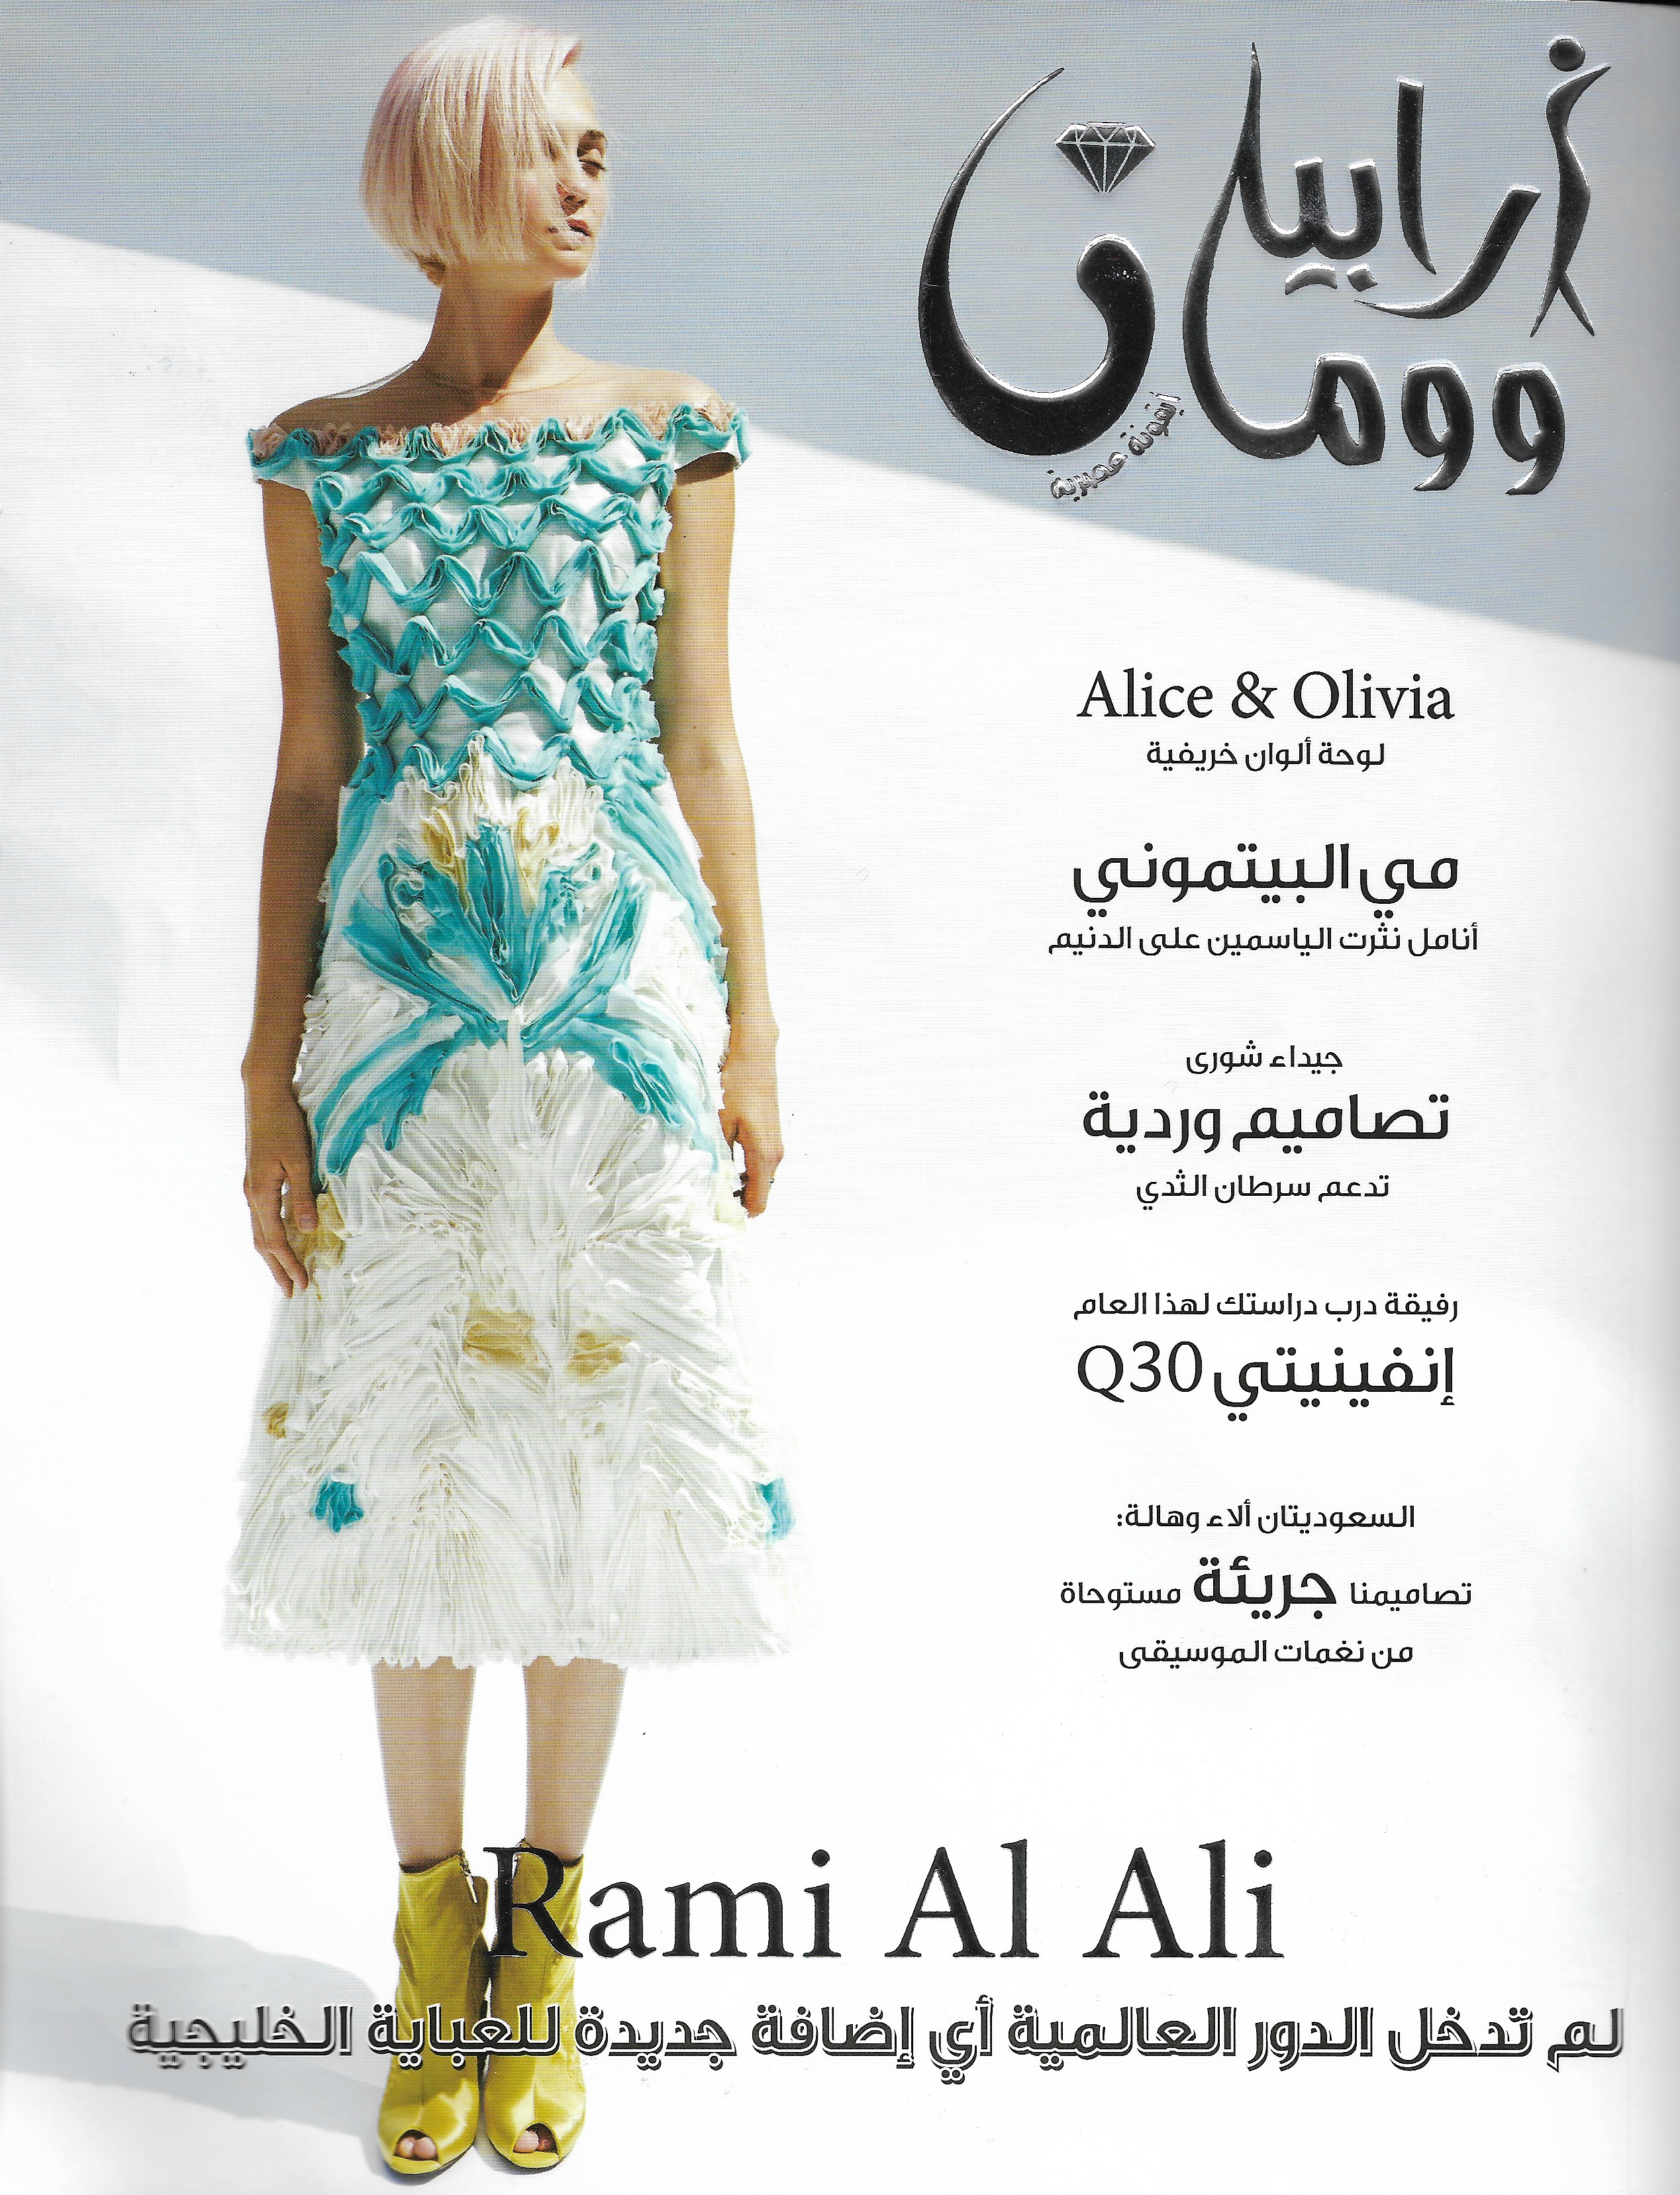 أرابيان
وومان
أيقونة عصرية
Alice & Olivia
لوحة ألوان خريفية
مي البيتموني
أنامل نثرت الياسمين على الدنيم
جيداء شورى
تصاميم وردية
تدعم سرطان الثدي
رفيقة درب دراستك لهذا العام
إنفينيتي Q30
السعوديتان ألاء وهالة:
تصاميمنا جريئة مستوحاة
من نغمات الموسيقى
Rami Al Ali
لم تدخل الدور العالمية أي إضافة جديدة للعباية الخليجية